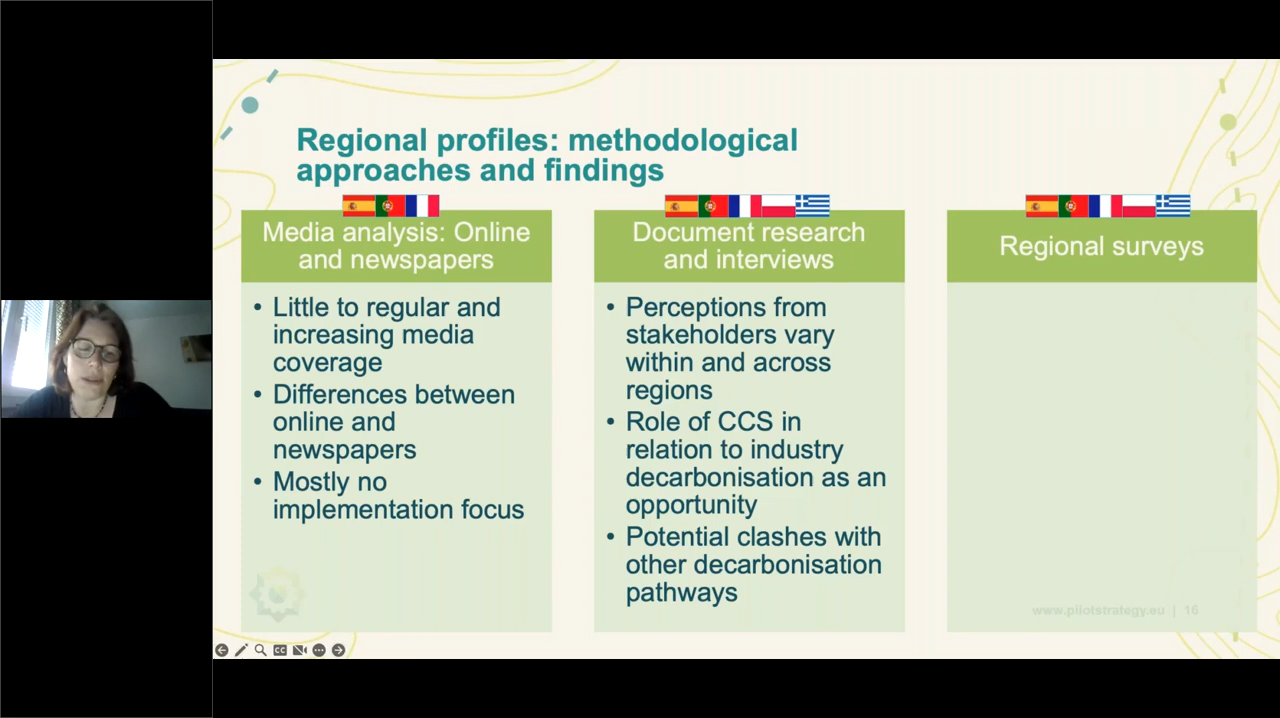 Regional profiles: methodological
approaches and findings
Media analysis: Online
and newspapers
• Little to regular and
increasing media
coverage
• Differences between
online and
newspapers
• Mostly no
implementation focus
Document research
and interviews
• Perceptions from
stakeholders vary
within and across
regions
• Role of CCS in
relation to industry
decarbonisation as an
opportunity
• Potential clashes with
other decarbonisation
pathways
Regional surveys
www.pilotstrategy.eu | 16
CC